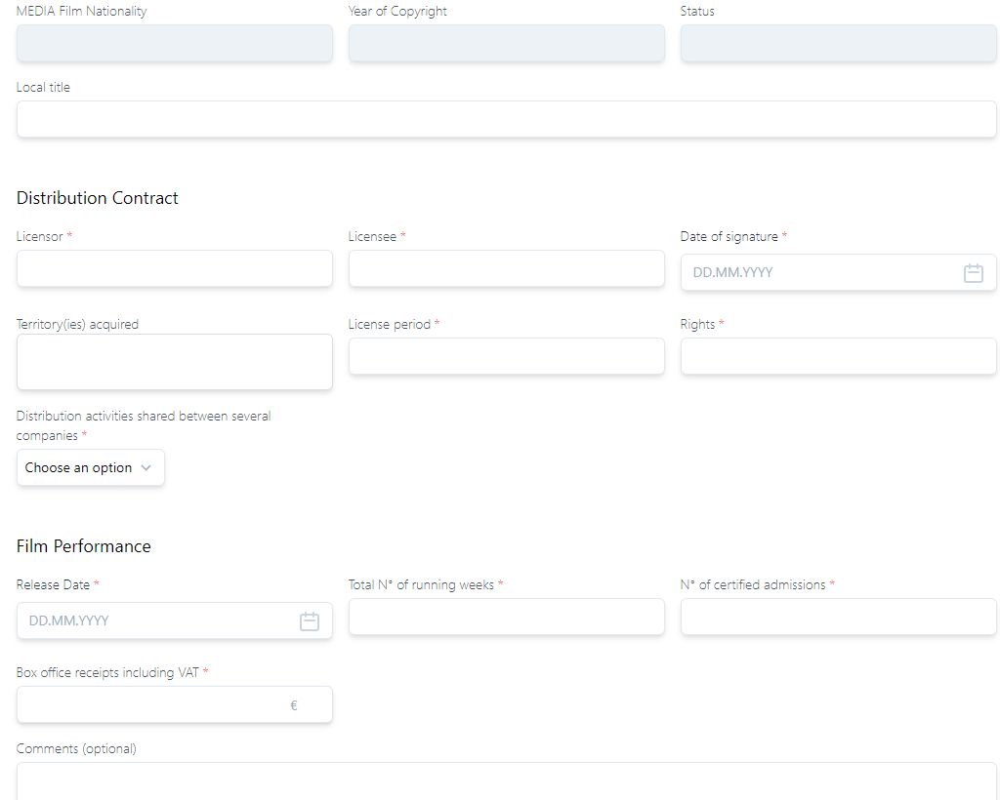 MEDIA Film Nationality
Year of Copyright
Status
Local title
Distribution Contract
Licensor *
Licensee *
Date of signature *
DD.MM.YYYY
Territory(ies) acquired
License period *
Rights *
Distribution activities shared between several
companies *
Choose an option
Film Performance
Release Date *
Total N° of running weeks *
N° of certified admissions *
DD.MM.YYYY
Box office receipts including VAT *
€
Comments (optional)